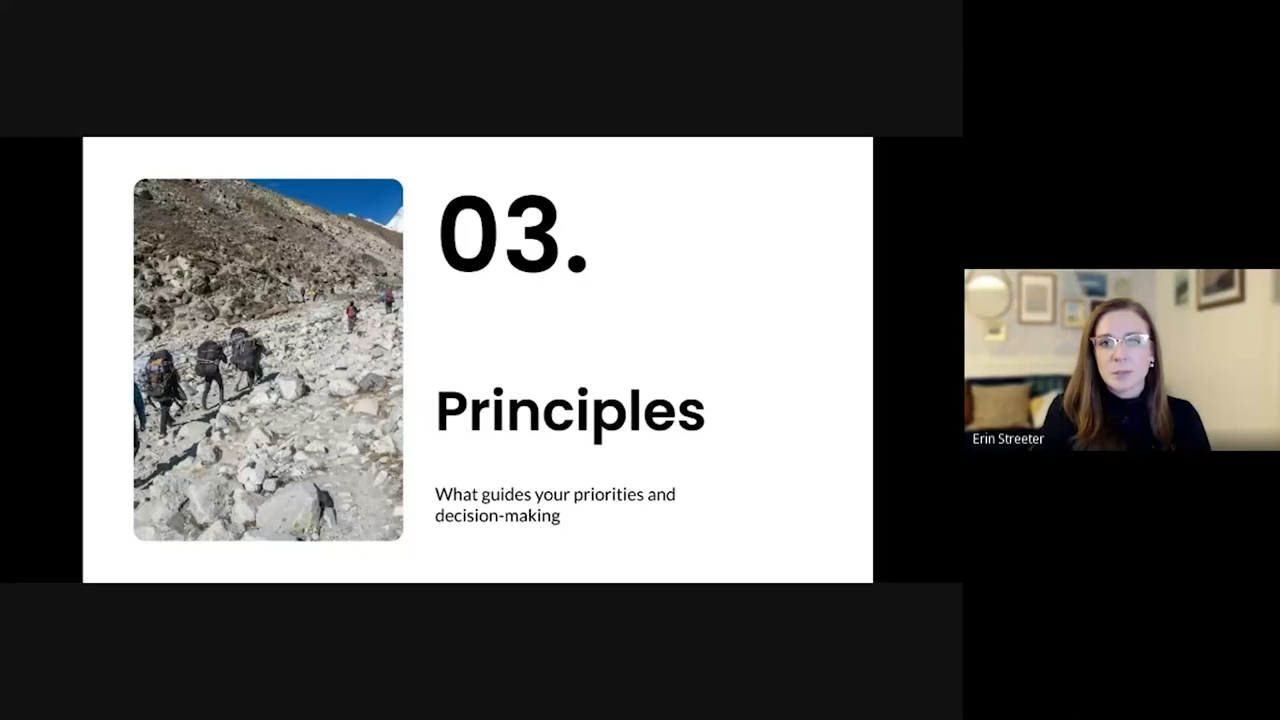 03.
Principles
What guides your priorities and
decision-making
Erin Streeter